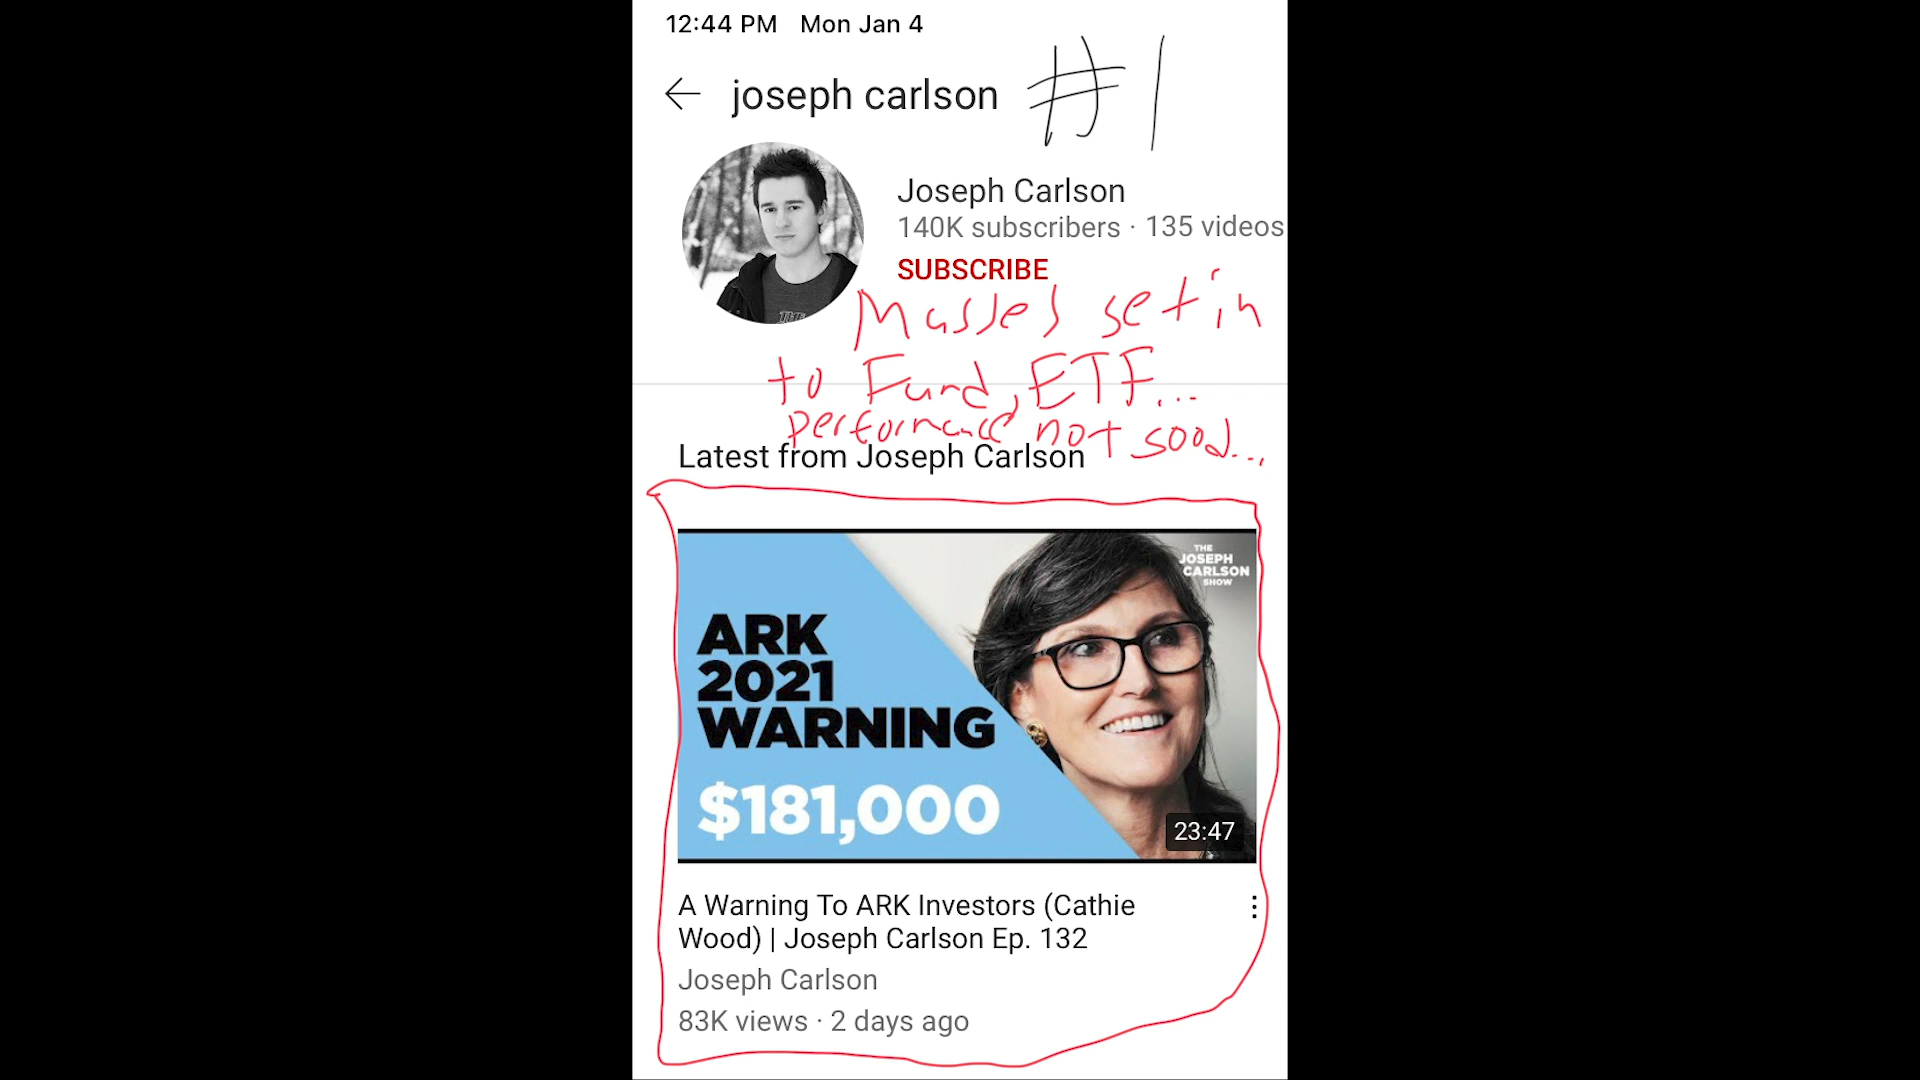 12:44 PM Mon Jan 4
joseph carlson #1
Joseph Carlson
140K subscribers · 135 videos
SUBSCRIBE
Masses get in
to Fund, ETF...
performance not good...
Latest from Joseph Carlson
THE
JOSEPH
CARLSON
SHOW
ARK
2021
WARNING
$181,000
23:47
A Warning To ARK Investors (Cathie
Wood) | Joseph Carlson Ep. 132
Joseph Carlson
83K views · 2 days ago